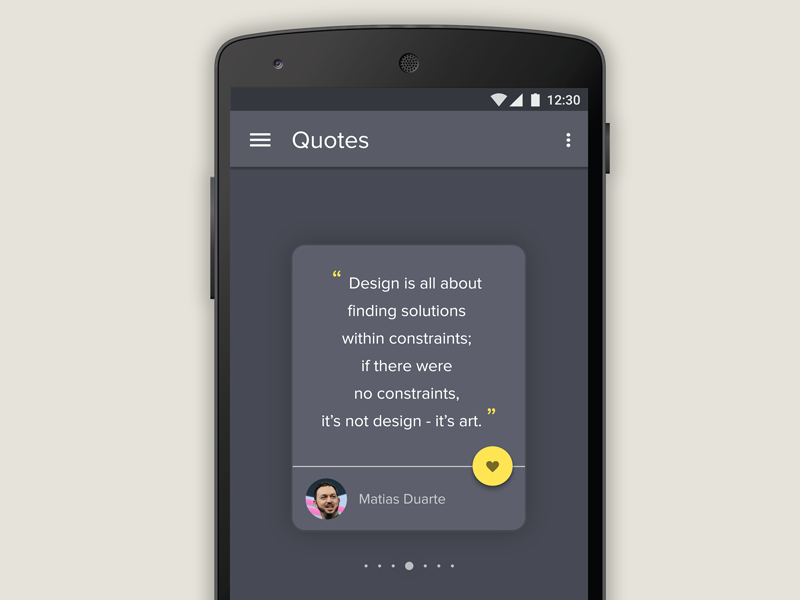 12:30
Quotes
“ Design is all about
finding solutions
within constraints;
if there were
no constraints,
it’s not design - it’s art. ”
Matias Duarte